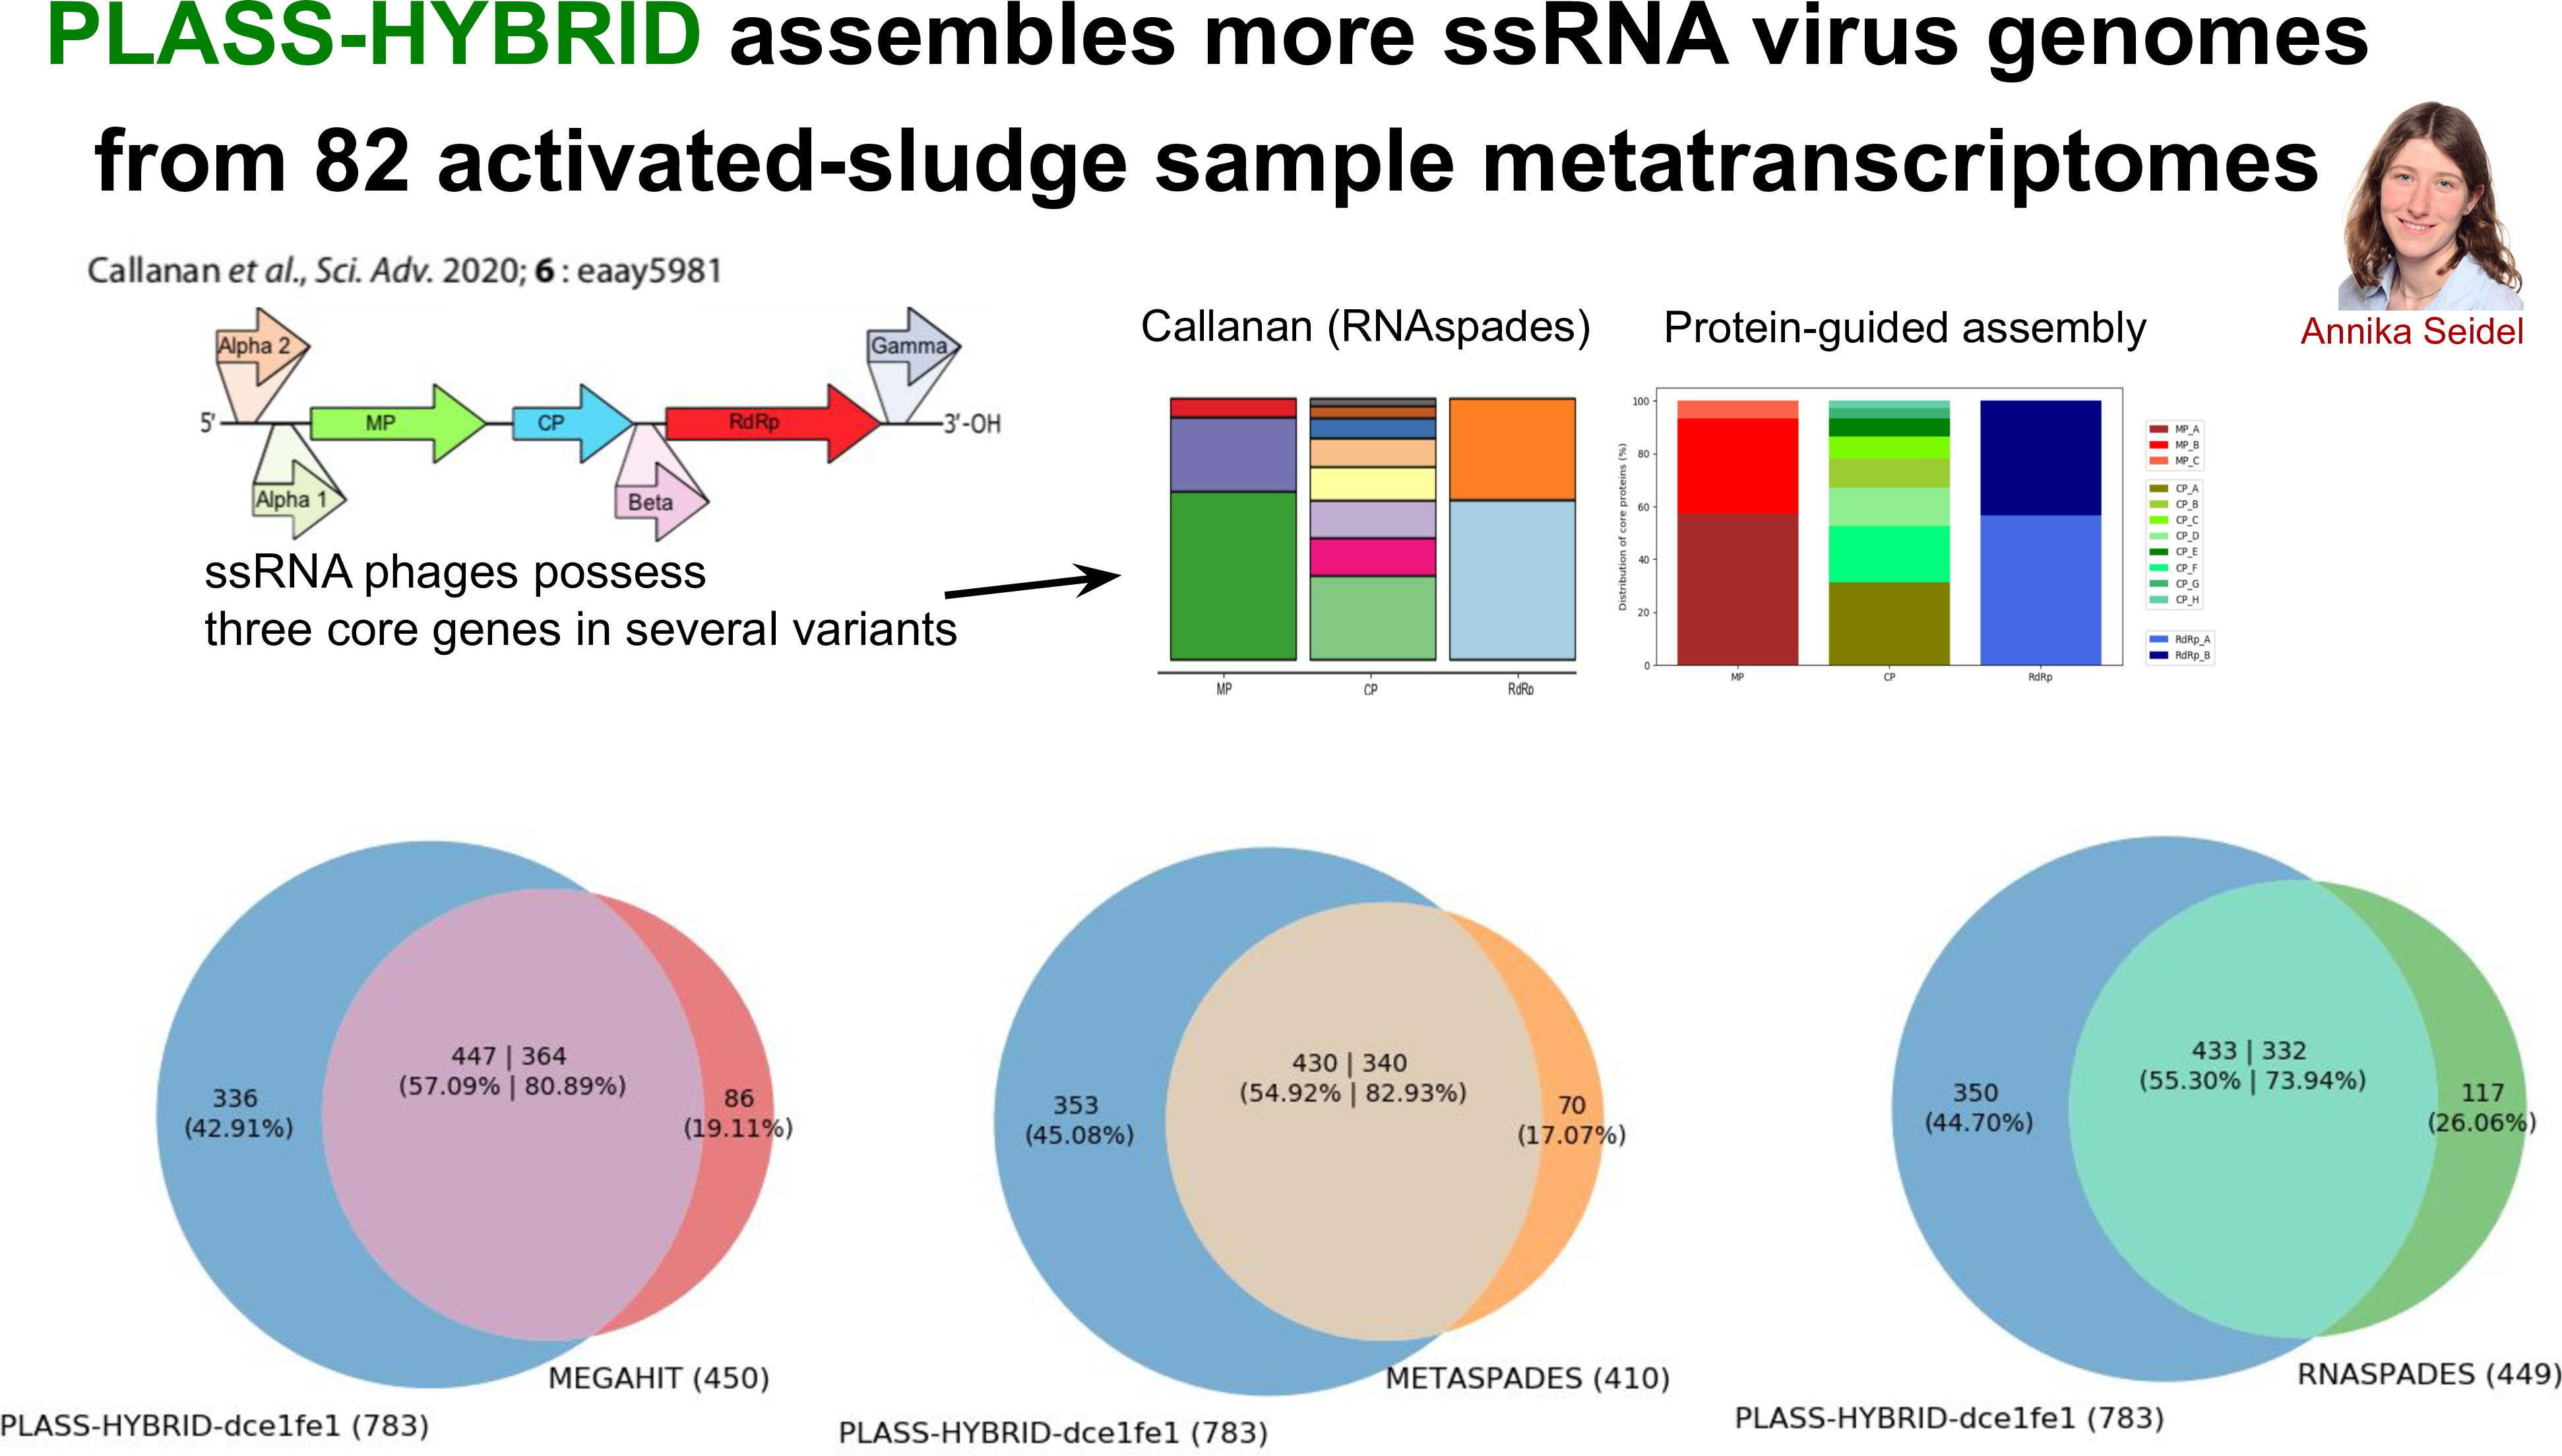 PLASS-HYBRID assembles more ssRNA virus genomes
from 82 activated-sludge sample metatranscriptomes
Annika Seidel
Callanan et al., Sci. Adv. 2020; 6 : eaay5981
Alpha 2
Gamma
5'
MP
CP
RdRp
3'-OH
Alpha 1
Beta
ssRNA phages possess
three core genes in several variants
Callanan (RNAspades)
MP
CP
RdRp
Protein-guided assembly
Distribution of core proteins (%)
100
80
60
40
20
0
MP
CP
RdRp
MP_A
MP_B
MP_C
CP_A
CP_B
CP_C
CP_D
CP_E
CP_F
CP_G
CP_H
RdRp_A
RdRp_B
336
(42.91%)
447 | 364
(57.09% | 80.89%)
86
(19.11%)
MEGAHIT (450)
PLASS-HYBRID-dce1fe1 (783)
353
(45.08%)
430 | 340
(54.92% | 82.93%)
70
(17.07%)
METASPADES (410)
PLASS-HYBRID-dce1fe1 (783)
350
(44.70%)
433 | 332
(55.30% | 73.94%)
117
(26.06%)
RNASPADES (449)
PLASS-HYBRID-dce1fe1 (783)